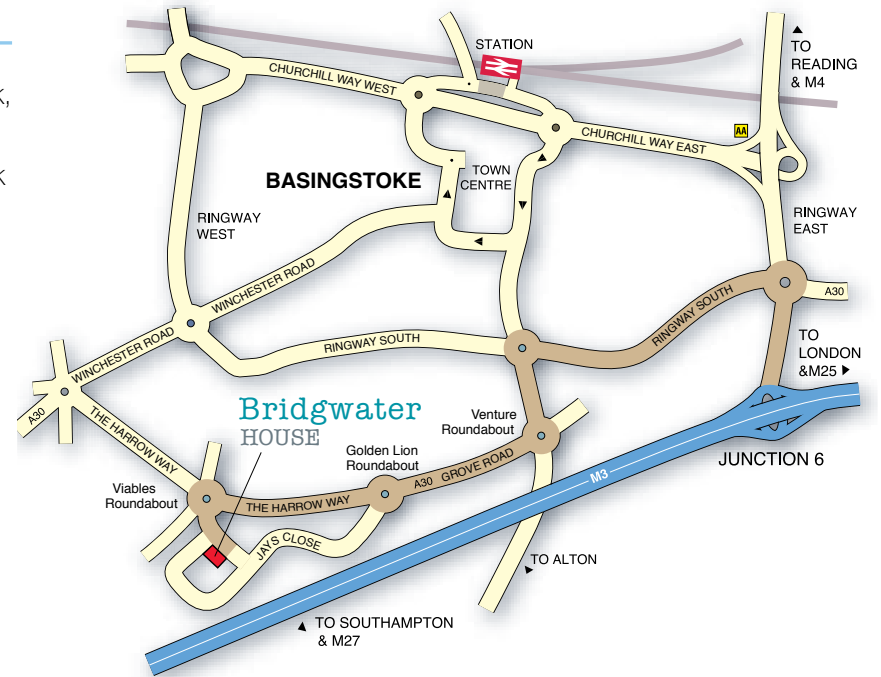 k,
k
STATION
TO
READING
& M4
CHURCHILL WAY WEST
AA
CHURCHILL WAY EAST
TOWN
CENTRE
BASINGSTOKE
RINGWAY
WEST
RINGWAY
EAST
WINCHESTER ROAD
A30
RINGWAY SOUTH
RINGWAY SOUTH
TO
LONDON
&M25
WINCHESTER ROAD
A30
THE HARROW WAY
Bridgwater
HOUSE
Venture
Roundabout
Golden Lion
Roundabout
A30 GROVE ROAD
JUNCTION 6
M3
Viables
Roundabout
THE HARROW WAY
JAYS CLOSE
TO ALTON
TO SOUTHAMPTON
& M27